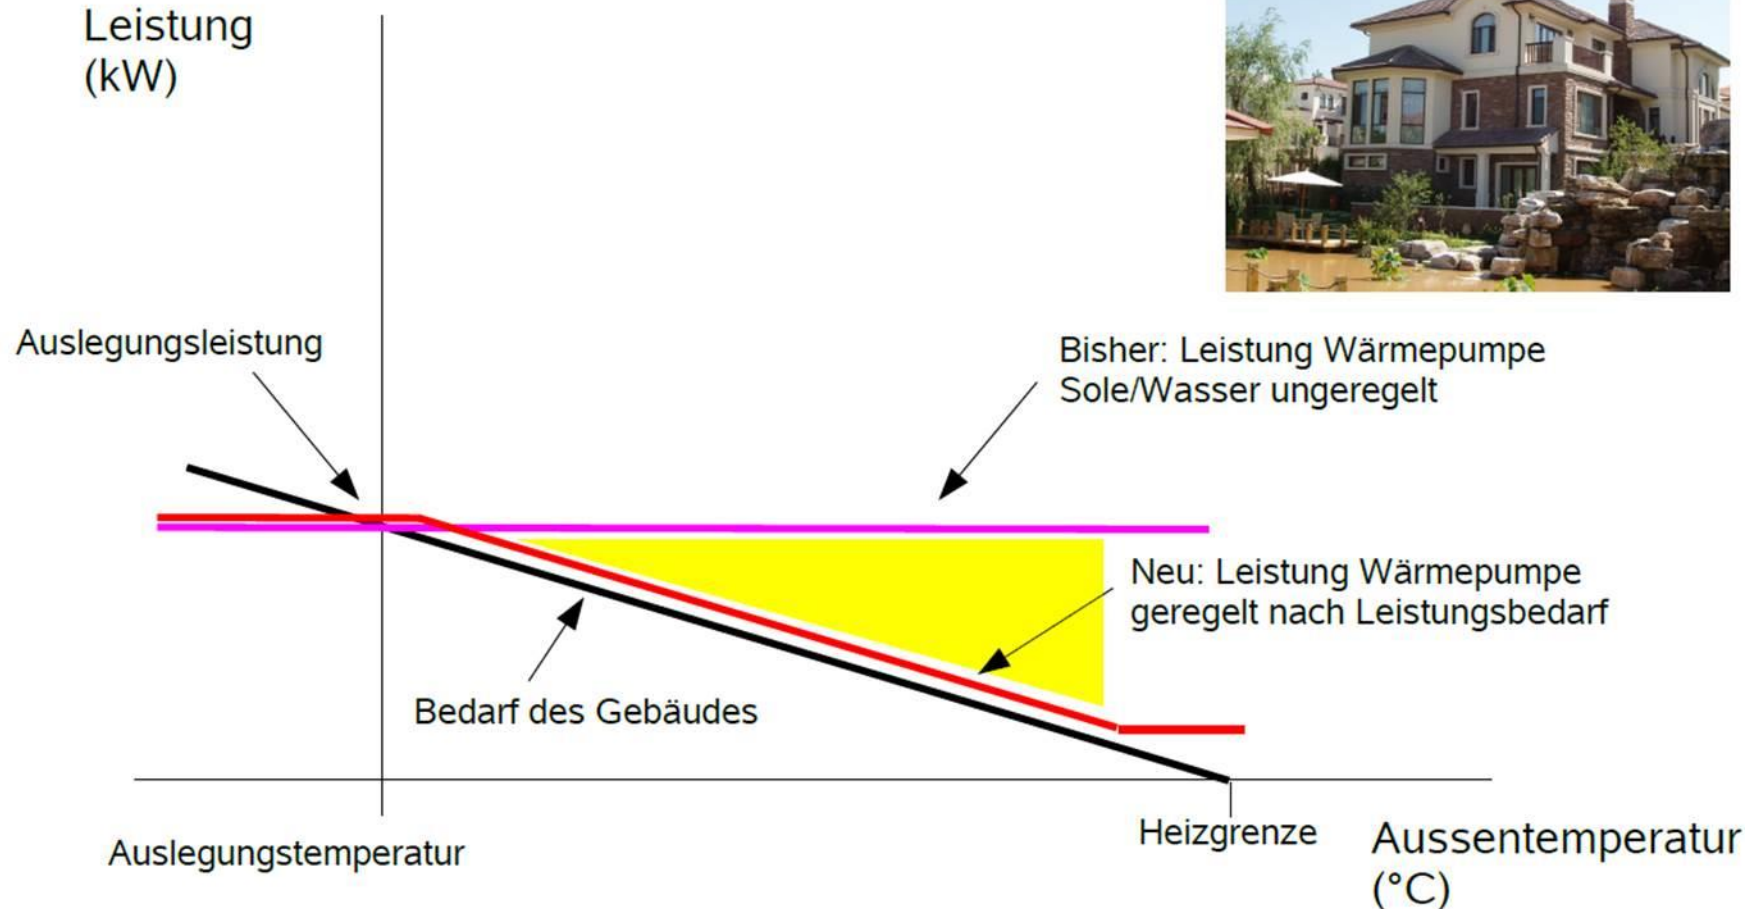 Leistung
(kW)
Auslegungsleistung
Bisher: Leistung Wärmepumpe
Sole/Wasser ungeregelt
Neu: Leistung Wärmepumpe
geregelt nach Leistungsbedarf
Bedarf des Gebäudes
Auslegungstemperatur
Heizgrenze
Aussentemperatur
(°C)